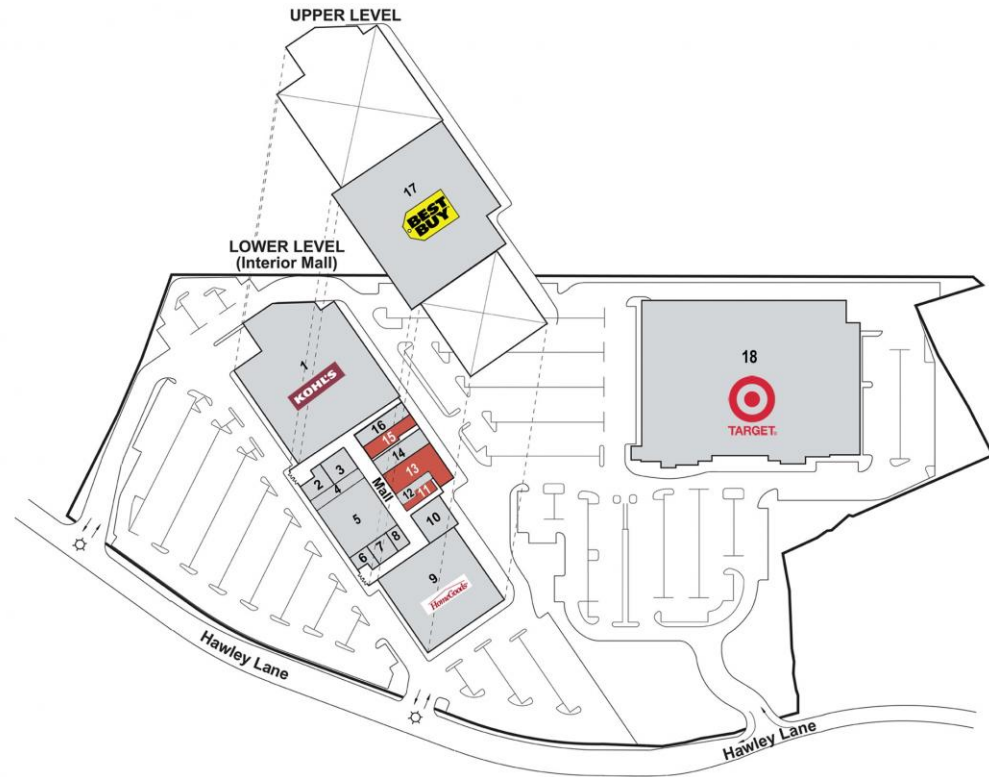 UPPER LEVEL
17
BEST
BUY
LOWER LEVEL
(Interior Mall)
1
KOHL'S
18
TARGET
16
15
14
13
12
11
Mall
3
2
4
5
10
8
7
6
9
HomeGoods
Hawley Lane
Hawley Lane